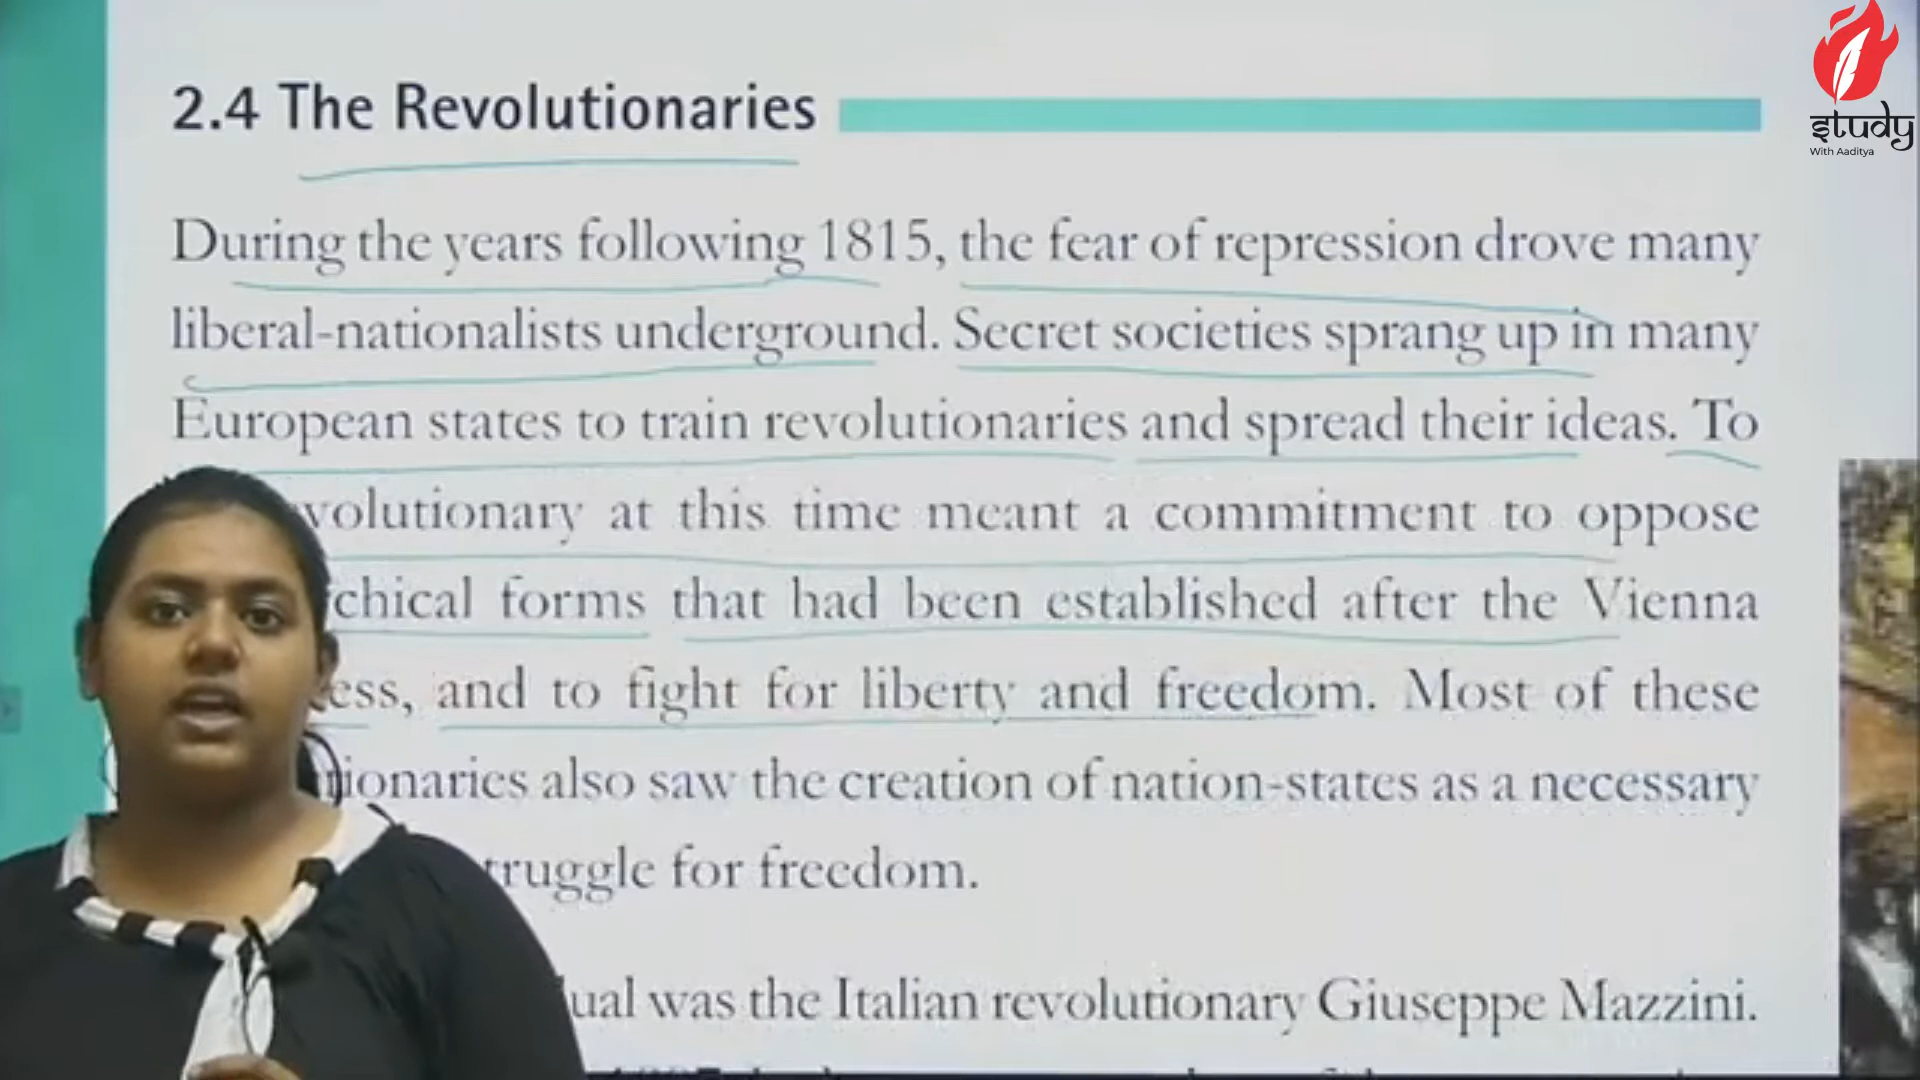 study
With Aaditya
2.4 The Revolutionaries
During the years following 1815, the fear of repression drove many
liberal-nationalists underground. Secret societies sprang up in many
European states to train revolutionaries and spread their ideas. To
volutionary at this time meant a commitment to oppose
chical forms that had been established after the Vienna
ess, and to fight for liberty and freedom. Most of these
tionaries also saw the creation of nation-states as a necessary
truggle for freedom.
ual was the Italian revolutionary Giuseppe Mazzini.